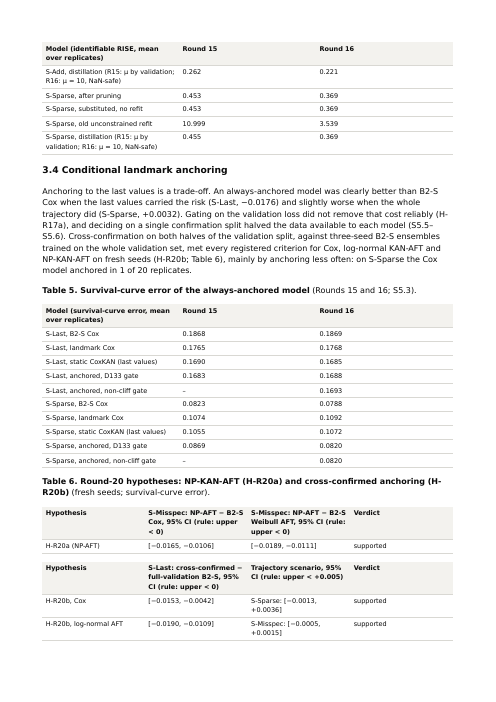 Model (identifiable RISE, mean over replicates) Round 15 Round 16
S-Add, distillation (R15: μ by validation; R16: μ = 10, NaN-safe) 0.262 0.221
S-Sparse, after pruning 0.453 0.369
S-Sparse, substituted, no refit 0.453 0.369
S-Sparse, old unconstrained refit 10.999 3.539
S-Sparse, distillation (R15: μ by validation; R16: μ = 10, NaN-safe) 0.455 0.369
3.4 Conditional landmark anchoring
Anchoring to the last values is a trade-off. An always-anchored model was clearly better than B2-S
Cox when the last values carried the risk (S-Last, −0.0176) and slightly worse when the whole
trajectory did (S-Sparse, +0.0032). Gating on the validation loss did not remove that cost reliably (H-
R17a), and deciding on a single confirmation split halved the data available to each model (S5.5–
S5.6). Cross-confirmation on both halves of the validation split, against three-seed B2-S ensembles
trained on the whole validation set, met every registered criterion for Cox, log-normal KAN-AFT and
NP-KAN-AFT on fresh seeds (H-R20b; Table 6), mainly by anchoring less often: on S-Sparse the Cox
model anchored in 1 of 20 replicates.
Table 5. Survival-curve error of the always-anchored model (Rounds 15 and 16; S5.3).
Model (survival-curve error, mean over replicates) Round 15 Round 16
S-Last, B2-S Cox 0.1868 0.1869
S-Last, landmark Cox 0.1765 0.1768
S-Last, static CoxKAN (last values) 0.1690 0.1685
S-Last, anchored, D133 gate 0.1683 0.1688
S-Last, anchored, non-cliff gate – 0.1693
S-Sparse, B2-S Cox 0.0823 0.0788
S-Sparse, landmark Cox 0.1074 0.1092
S-Sparse, static CoxKAN (last values) 0.1055 0.1072
S-Sparse, anchored, D133 gate 0.0869 0.0820
S-Sparse, anchored, non-cliff gate – 0.0820
Table 6. Round-20 hypotheses: NP-KAN-AFT (H-R20a) and cross-confirmed anchoring (H-
R20b) (fresh seeds; survival-curve error).
Hypothesis S-Misspec: NP-AFT − B2-S Cox, 95% CI (rule: upper < 0) S-Misspec: NP-AFT − B2-S Weibull AFT, 95% CI (rule: upper < 0) Verdict
H-R20a (NP-AFT) [−0.0165, −0.0106] [−0.0189, −0.0111] supported
Hypothesis S-Last: cross-confirmed − full-validation B2-S, 95% CI (rule: upper < 0) Trajectory scenario, 95% CI (rule: upper < +0.005) Verdict
H-R20b, Cox [−0.0153, −0.0042] S-Sparse: [−0.0013, +0.0036] supported
H-R20b, log-normal AFT [−0.0190, −0.0109] S-Misspec: [−0.0005, +0.0015] supported